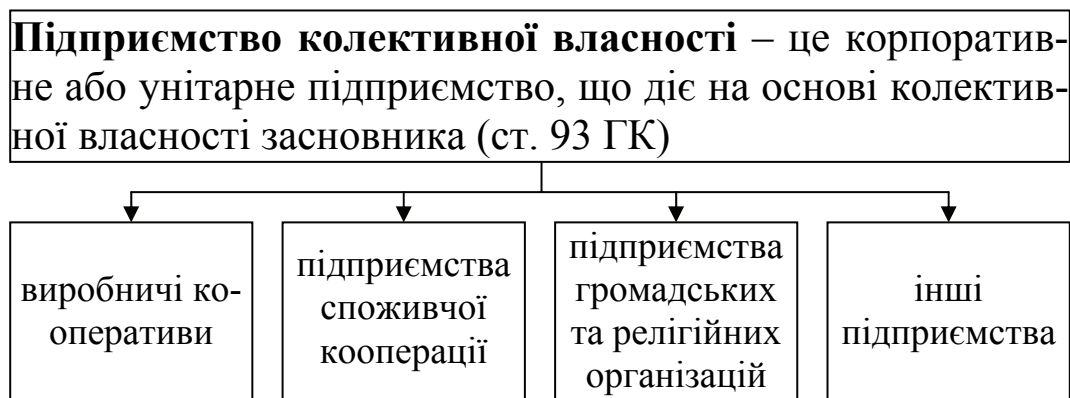 Підприємство колективної власності – це корпоратив-
не або унітарне підприємство, що діє на основі колектив-
ної власності засновника (ст. 93 ГК)
виробничі ко-
оперативи
підприємства
споживчої
кооперації
підприємства
громадських
та релігійних
організацій
інші
підприємства